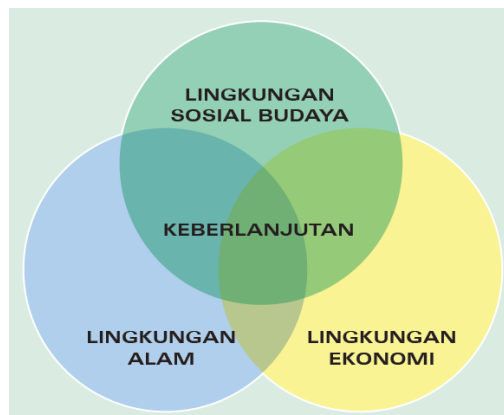 LINGKUNGAN
SOSIAL BUDAYA
KEBERLANJUTAN
LINGKUNGAN
ALAM
LINGKUNGAN
EKONOMI